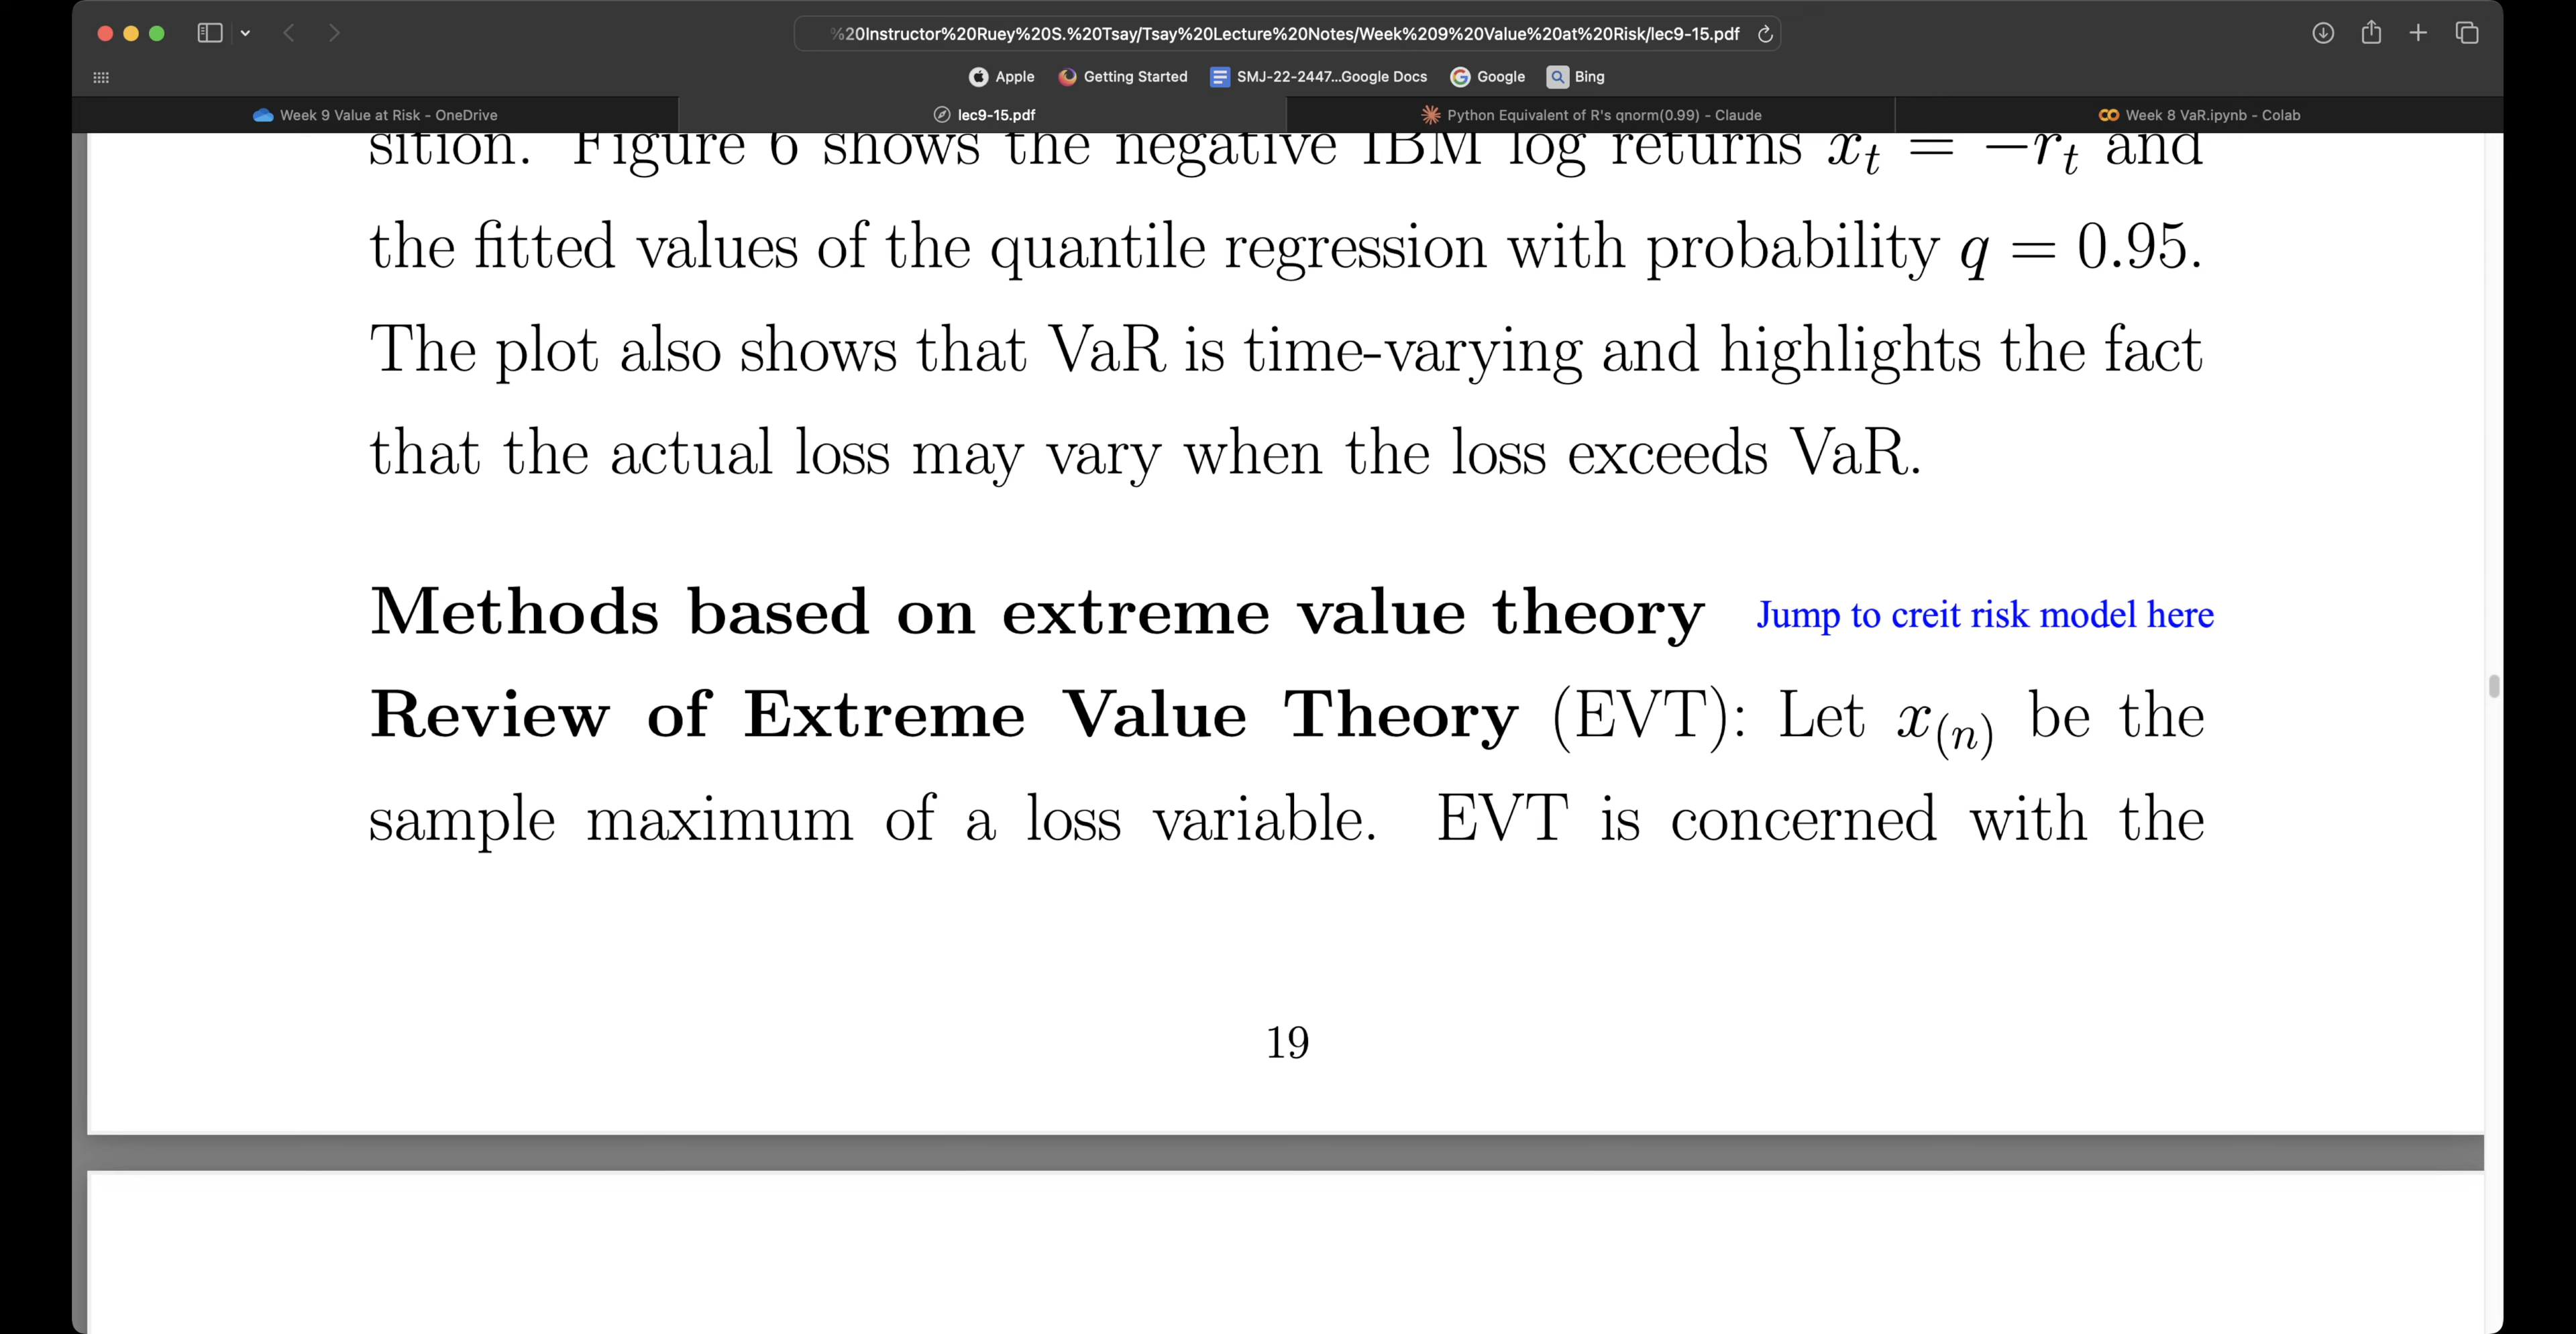 %20Instructor%20Ruey%20S.%20Tsay/Tsay%20Lecture%20Notes/Week%209%20Value%20at%20Risk/lec9-15.pdf
Apple Getting Started SMJ-22-2447...Google Docs Google Bing
Week 9 Value at Risk - OneDrive lec9-15.pdf Python Equivalent of R's qnorm(0.99) - Claude Week 8 VaR.ipynb - Colab
sition. Figure 6 shows the negative IBM log returns xₜ = −rₜ and
the fitted values of the quantile regression with probability q = 0.95.
The plot also shows that VaR is time-varying and highlights the fact
that the actual loss may vary when the loss exceeds VaR.
Methods based on extreme value theory Jump to creit risk model here
Review of Extreme Value Theory (EVT): Let x₍ₙ₎ be the
sample maximum of a loss variable. EVT is concerned with the
19